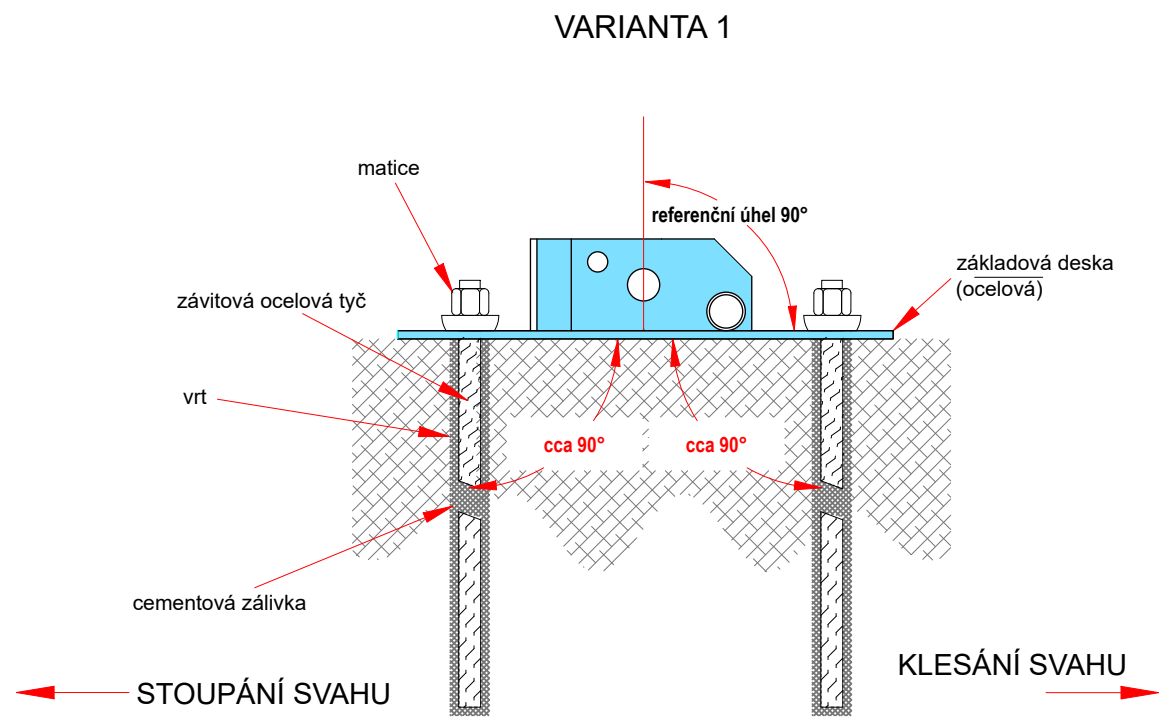 VARIANTA 1
matice
referenční úhel 90°
základová deska
(ocelová)
závitová ocelová tyč
vrt
cca 90°
cca 90°
cementová zálivka
KLESÁNÍ SVAHU
STOUPÁNÍ SVAHU